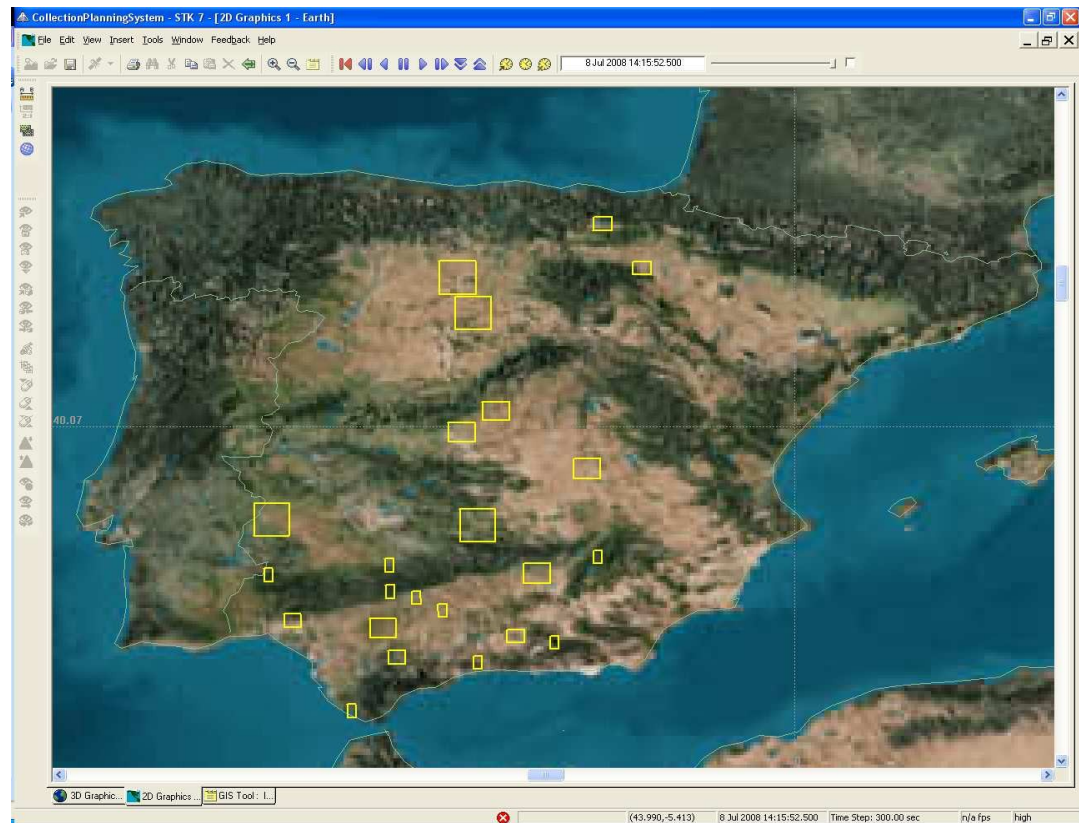 CollectionPlanningSystem - STK 7 - [2D Graphics 1 - Earth]
File Edit View Insert Tools Window Feedback Help
8 Jul 2008 14:15:52.500
40.07
3D Graphic... 2D Graphics ... GIS Tool : I...
(43.990,-5.413) 8 Jul 2008 14:15:52.500 Time Step: 300.00 sec n/a fps high